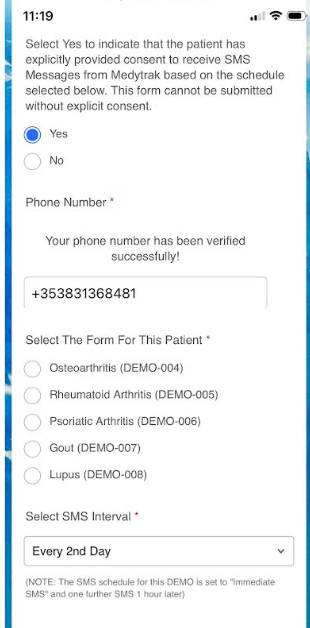 11:19
Select Yes to indicate that the patient has
explicitly provided consent to receive SMS
Messages from Medytrak based on the schedule
selected below. This form cannot be submitted
without explicit consent.
Yes
No
Phone Number *
Your phone number has been verified
successfully!
+353831368481
Select The Form For This Patient *
Osteoarthritis (DEMO-004)
Rheumatoid Arthritis (DEMO-005)
Psoriatic Arthritis (DEMO-006)
Gout (DEMO-007)
Lupus (DEMO-008)
Select SMS Interval *
Every 2nd Day
(NOTE: The SMS schedule for this DEMO is set to "Immediate
SMS" and one further SMS 1 hour later)